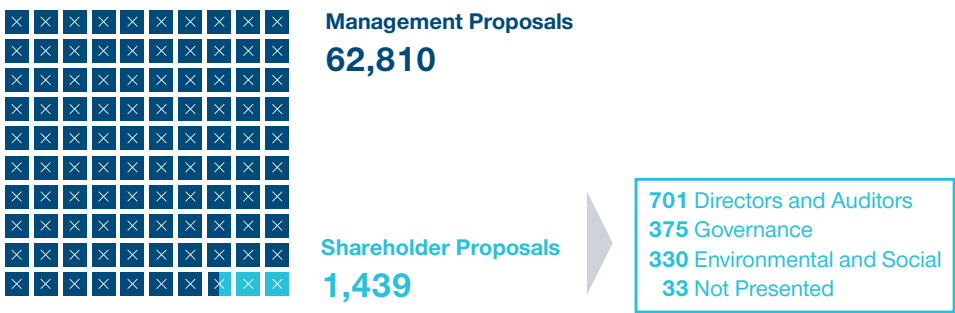 Management Proposals
62,810
Shareholder Proposals
1,439
701 Directors and Auditors
375 Governance
330 Environmental and Social
33 Not Presented